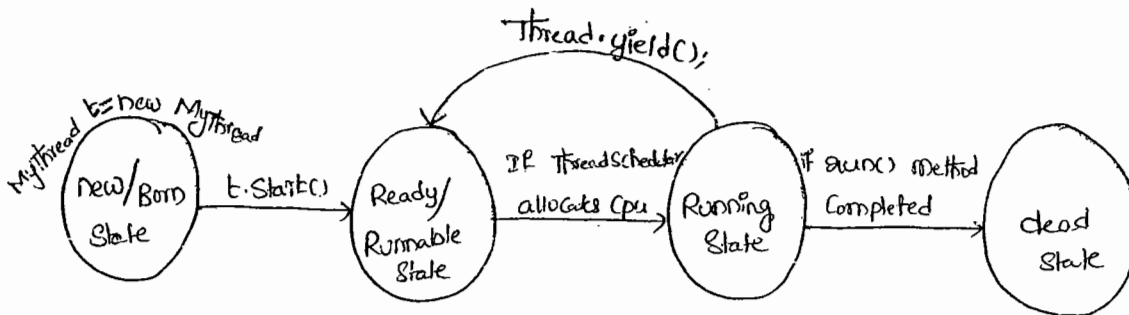 Thread.yield();
MyThread t=new MyThread
new/Born
State
t.Start()
Ready/
Runnable
State
If ThreadScheduler
allocates Cpu
Running
State
if run() method
Completed
dead
State